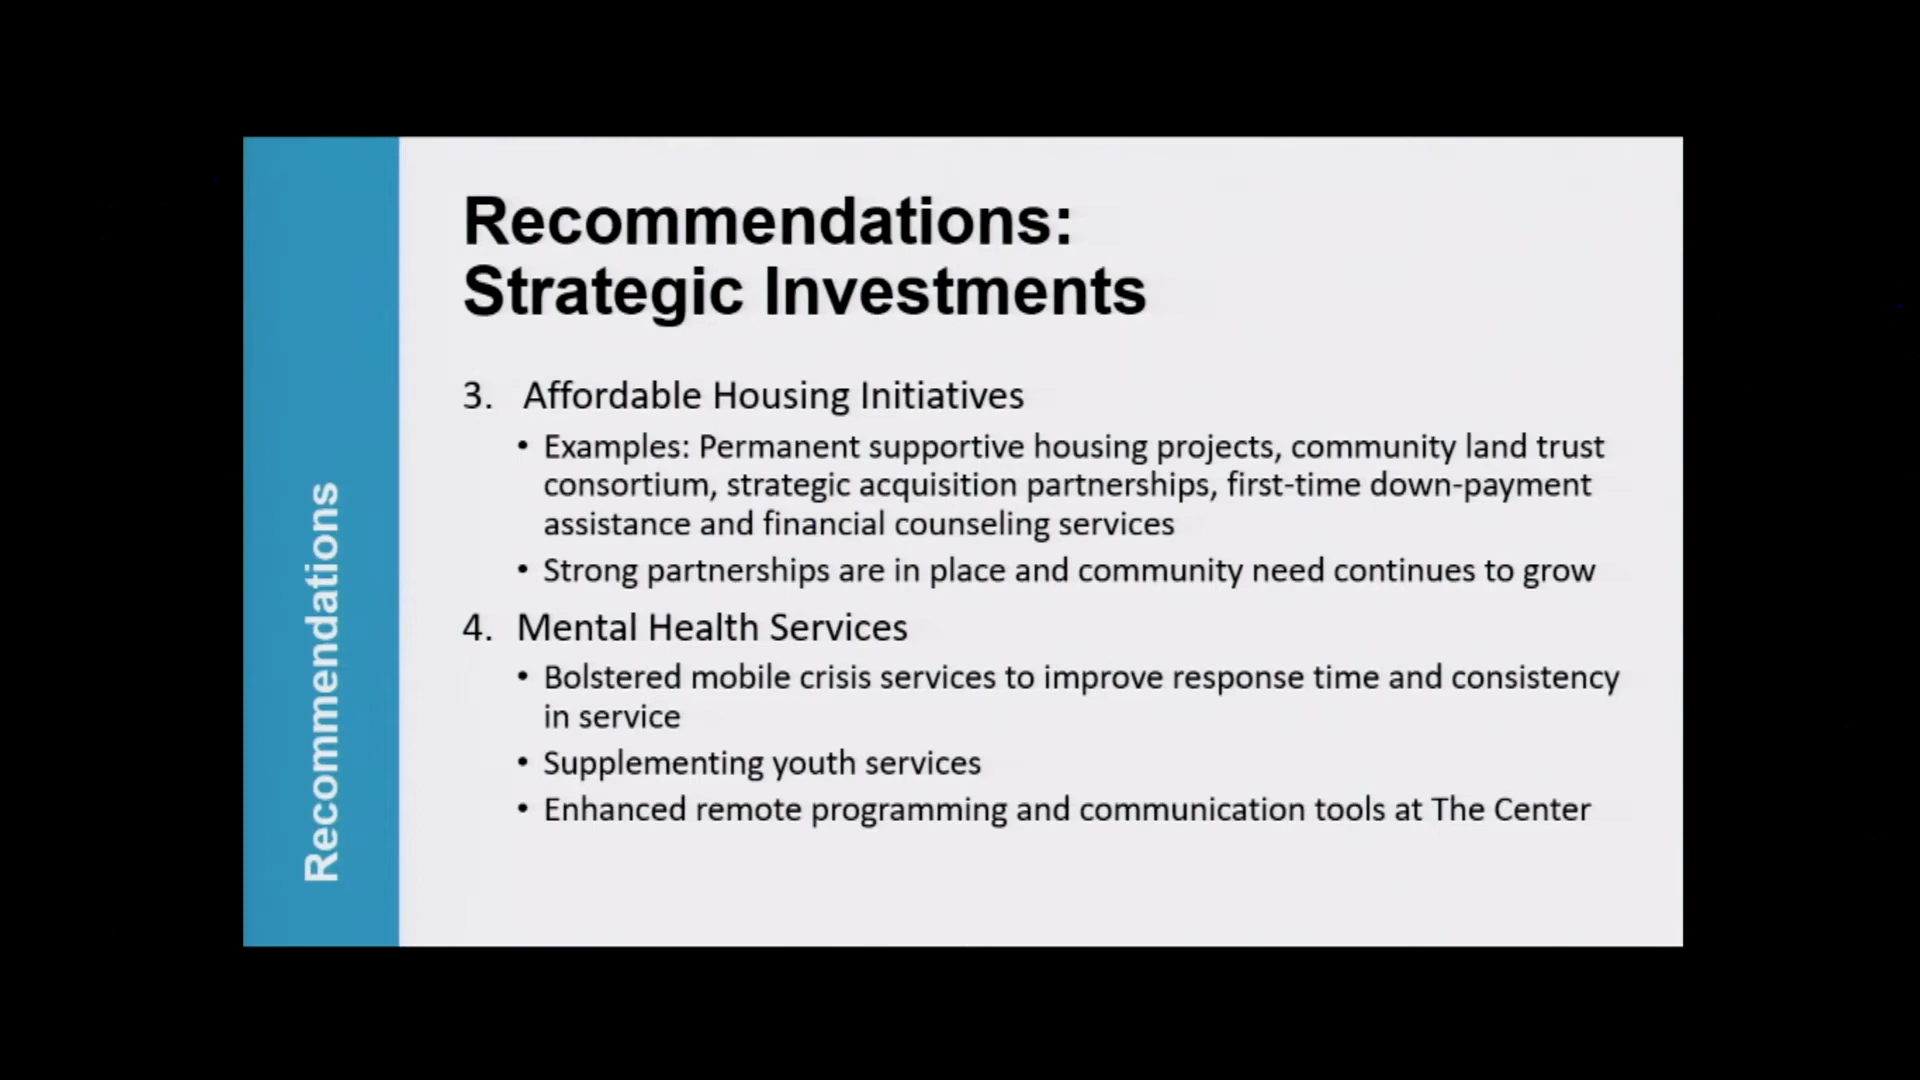 Recommendations
Recommendations:
Strategic Investments
3. Affordable Housing Initiatives
• Examples: Permanent supportive housing projects, community land trust
consortium, strategic acquisition partnerships, first-time down-payment
assistance and financial counseling services
• Strong partnerships are in place and community need continues to grow
4. Mental Health Services
• Bolstered mobile crisis services to improve response time and consistency
in service
• Supplementing youth services
• Enhanced remote programming and communication tools at The Center